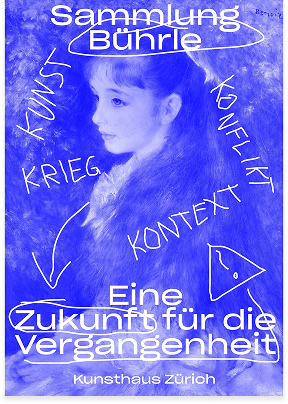 Sammlung
Bührle
KUNST
KONFLIKT
KRIEG
KONTEXT
Eine
Zukunft für die
Vergangenheit
Kunsthaus Zürich